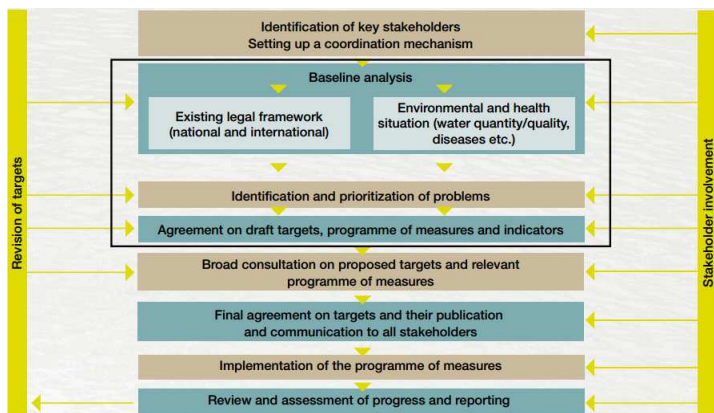 Identification of key stakeholders
Setting up a coordination mechanism
Baseline analysis
Existing legal framework
(national and international)
Environmental and health
situation (water quantity/quality,
diseases etc.)
Identification and prioritization of problems
Agreement on draft targets, programme of measures and indicators
Broad consultation on proposed targets and relevant
programme of measures
Final agreement on targets and their publication
and communication to all stakeholders
Implementation of the programme of measures
Review and assessment of progress and reporting
Revision of targets
Stakeholder involvement